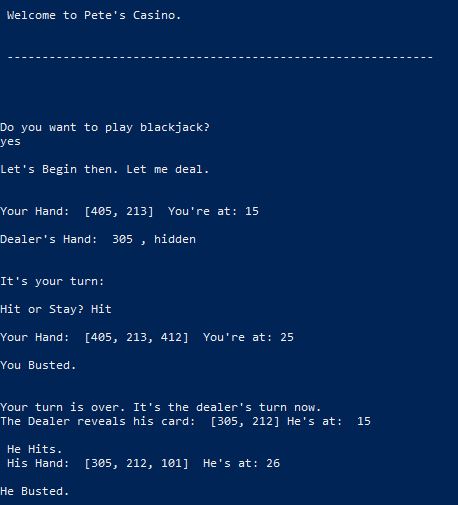 Welcome to Pete's Casino.
-------------------------------------------------------------
Do you want to play blackjack?
yes
Let's Begin then. Let me deal.
Your Hand:  [405, 213]  You're at: 15
Dealer's Hand:  305 , hidden
It's your turn:
Hit or Stay? Hit
Your Hand:  [405, 213, 412]  You're at: 25
You Busted.
Your turn is over. It's the dealer's turn now.
The Dealer reveals his card:  [305, 212] He's at:  15
He Hits.
His Hand:  [305, 212, 101]  He's at: 26
He Busted.